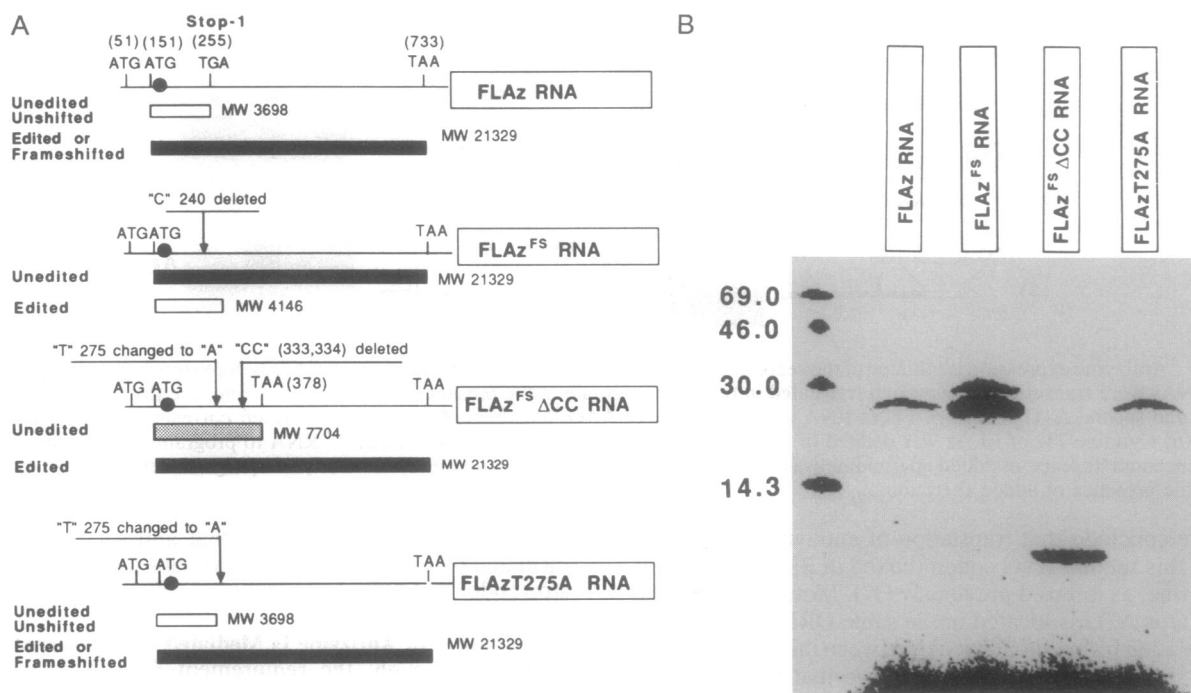 A
Stop-1
(51) (151) (255) (733)
ATG ATG TGA TAA
FLAz RNA
Unedited
Unshifted
MW 3698
Edited or
Frameshifted
MW 21329
"C" 240 deleted
ATGATG TAA
FLAz^FS RNA
Unedited
MW 21329
Edited
MW 4146
"T" 275 changed to "A" "CC" (333,334) deleted
ATG ATG TAA (378) TAA
FLAz^FS ΔCC RNA
Unedited
MW 7704
Edited
MW 21329
"T" 275 changed to "A"
ATG ATG TAA
FLAzT275A RNA
Unedited
Unshifted
MW 3698
Edited or
Frameshifted
MW 21329
B
FLAz RNA
FLAz^FS RNA
FLAz^FS ΔCC RNA
FLAzT275A RNA
69.0
46.0
30.0
14.3